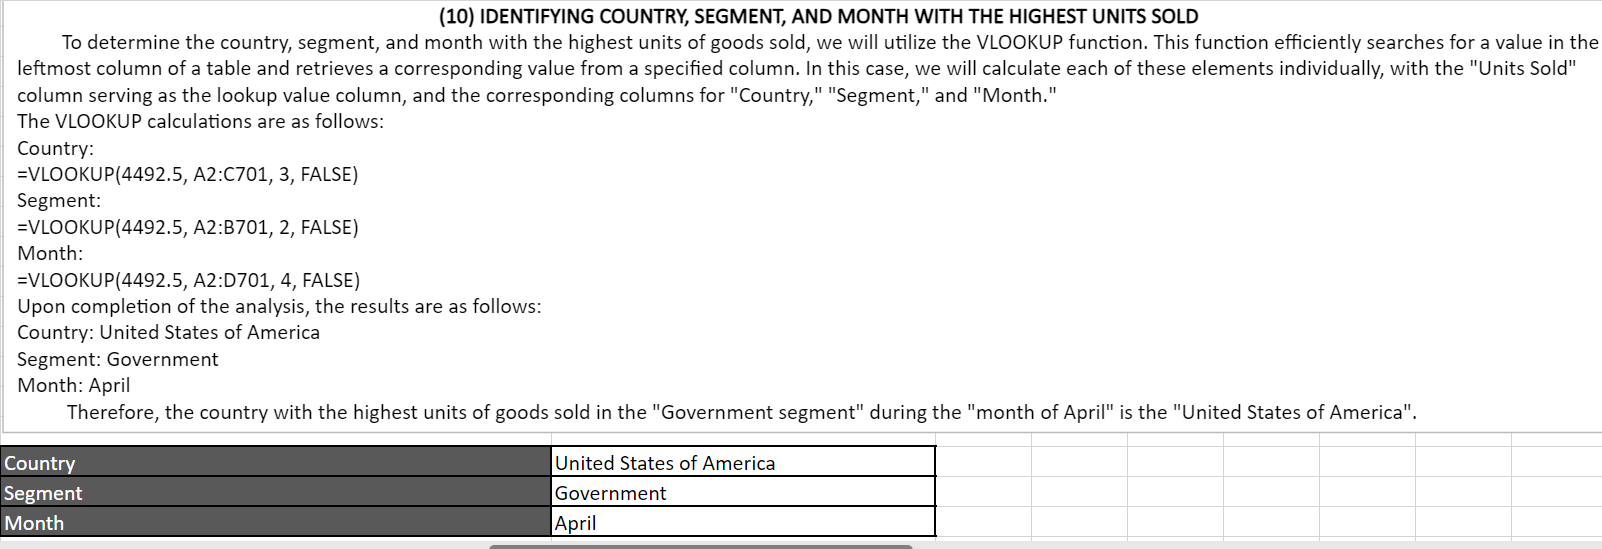 (10) IDENTIFYING COUNTRY, SEGMENT, AND MONTH WITH THE HIGHEST UNITS SOLD
To determine the country, segment, and month with the highest units of goods sold, we will utilize the VLOOKUP function. This function efficiently searches for a value in the
leftmost column of a table and retrieves a corresponding value from a specified column. In this case, we will calculate each of these elements individually, with the "Units Sold"
column serving as the lookup value column, and the corresponding columns for "Country," "Segment," and "Month."
The VLOOKUP calculations are as follows:
Country:
=VLOOKUP(4492.5, A2:C701, 3, FALSE)
Segment:
=VLOOKUP(4492.5, A2:B701, 2, FALSE)
Month:
=VLOOKUP(4492.5, A2:D701, 4, FALSE)
Upon completion of the analysis, the results are as follows:
Country: United States of America
Segment: Government
Month: April
Therefore, the country with the highest units of goods sold in the "Government segment" during the "month of April" is the "United States of America".
Country United States of America
Segment Government
Month April